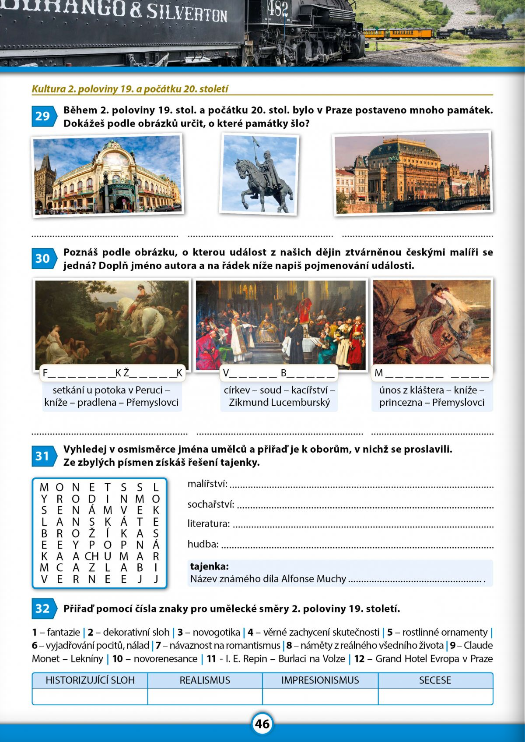 DURANGO & SILVERTON
482
Kultura 2. poloviny 19. a počátku 20. století
29
Během 2. poloviny 19. stol. a počátku 20. stol. bylo v Praze postaveno mnoho památek.
Dokážeš podle obrázků určit, o které památky šlo?
30
Poznáš podle obrázku, o kterou událost z našich dějin ztvárněnou českými malíři se
jedná? Doplň jméno autora a na řádek níže napiš pojmenování události.
F_ _ _ _ _ _ _K Ž_ _ _ _ _K
V_ _ _ _ _ B_ _ _ _
M _ _ _ _ _ _ _ _ _ _
setkání u potoka v Peruci –
kníže – pradlena – Přemyslovci
církev – soud – kacířství –
Zikmund Lucemburský
únos z kláštera – kníže –
princezna – Přemyslovci
31
Vyhledej v osmisměrce jména umělců a přiřaď je k oborům, v nichž se proslavili.
Ze zbylých písmen získáš řešení tajenky.
M O N E T S S L
Y R O D I N M O
S E N Á M V E K
L A N S K Á T E
B R O Ž Í K A S
E E Y P O P N Á
K A A CH U M A R
M C A Z L A B I
V E R N E E J J
malířství:
sochařství:
literatura:
hudba:
tajenka:
Název známého díla Alfonse Muchy
32
Přiřaď pomocí čísla znaky pro umělecké směry 2. poloviny 19. století.
1 – fantazie | 2 – dekorativní sloh | 3 – novogotika | 4 – věrné zachycení skutečnosti | 5 – rostlinné ornamenty |
6 – vyjadřování pocitů, nálad | 7 – návaznost na romantismus | 8 – náměty z reálného všedního života | 9 – Claude
Monet – Lekníny | 10 – novorenesance | 11 - I. E. Repin – Burlaci na Volze | 12 – Grand Hotel Evropa v Praze
HISTORIZUJÍCÍ SLOH
REALISMUS
IMPRESIONISMUS
SECESE
46